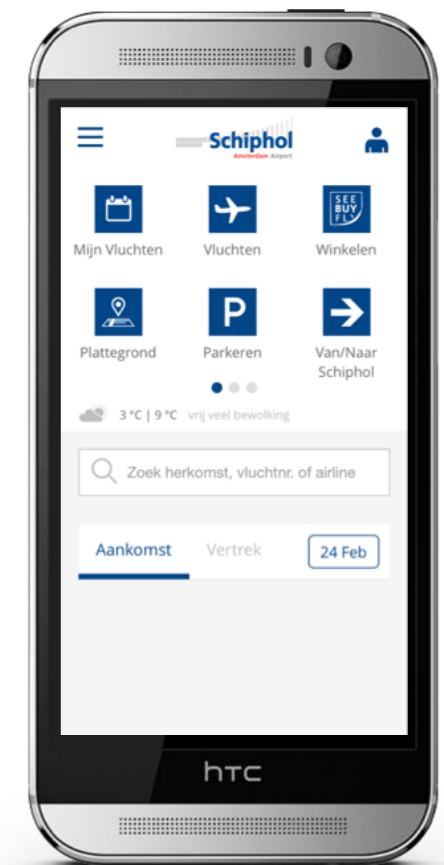 Schiphol
Amsterdam Airport
SEE
BUY
FLY
Mijn Vluchten
Vluchten
Winkelen
P
Plattegrond
Parkeren
Van/Naar
Schiphol
3 °C | 9 °C vrij veel bewolking
Zoek herkomst, vluchtnr. of airline
Aankomst
Vertrek
24 Feb
hTC